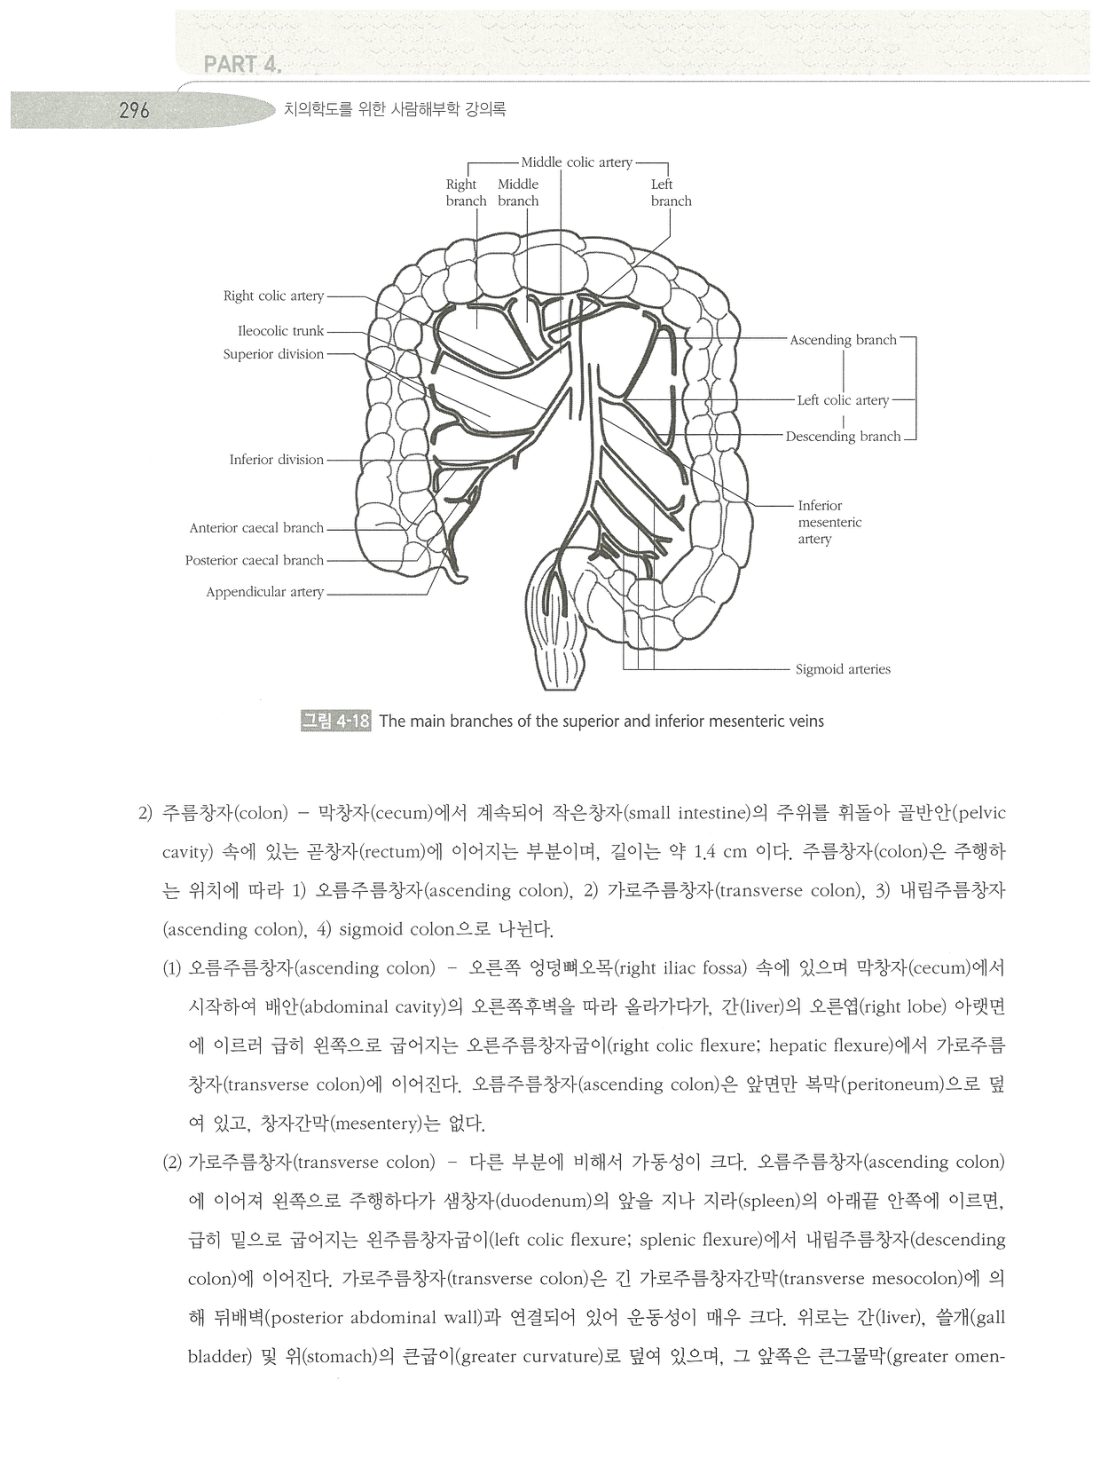 PART 4.
296
치의학도를 위한 사람해부학 강의록
Middle colic artery
Right branch
Middle branch
Left branch
Right colic artery
Ileocolic trunk
Superior division
Inferior division
Anterior caecal branch
Posterior caecal branch
Appendicular artery
Ascending branch
Left colic artery
Descending branch
Inferior mesenteric artery
Sigmoid arteries
그림 4-18 The main branches of the superior and inferior mesenteric veins
2) 주름창자(colon) – 막창자(cecum)에서 계속되어 작은창자(small intestine)의 주위를 휘돌아 골반안(pelvic
cavity) 속에 있는 곧창자(rectum)에 이어지는 부분이며, 길이는 약 1.4 cm 이다. 주름창자(colon)은 주행하
는 위치에 따라 1) 오름주름창자(ascending colon), 2) 가로주름창자(transverse colon), 3) 내림주름창자
(ascending colon), 4) sigmoid colon으로 나뉜다.
(1) 오름주름창자(ascending colon) – 오른쪽 엉덩뼈오목(right iliac fossa) 속에 있으며 막창자(cecum)에서
시작하여 배안(abdominal cavity)의 오른쪽후벽을 따라 올라가다가, 간(liver)의 오른엽(right lobe) 아랫면
에 이르러 급히 왼쪽으로 굽어지는 오른주름창자굽이(right colic flexure; hepatic flexure)에서 가로주름
창자(transverse colon)에 이어진다. 오름주름창자(ascending colon)은 앞면만 복막(peritoneum)으로 덮
여 있고, 창자간막(mesentery)는 없다.
(2) 가로주름창자(transverse colon) – 다른 부분에 비해서 가동성이 크다. 오름주름창자(ascending colon)
에 이어져 왼쪽으로 주행하다가 샘창자(duodenum)의 앞을 지나 지라(spleen)의 아래끝 안쪽에 이르면,
급히 밑으로 굽어지는 왼주름창자굽이(left colic flexure; splenic flexure)에서 내림주름창자(descending
colon)에 이어진다. 가로주름창자(transverse colon)은 긴 가로주름창자간막(transverse mesocolon)에 의
해 뒤배벽(posterior abdominal wall)과 연결되어 있어 운동성이 매우 크다. 위로는 간(liver), 쓸개(gall
bladder) 및 위(stomach)의 큰굽이(greater curvature)로 덮여 있으며, 그 앞쪽은 큰그물막(greater omen-